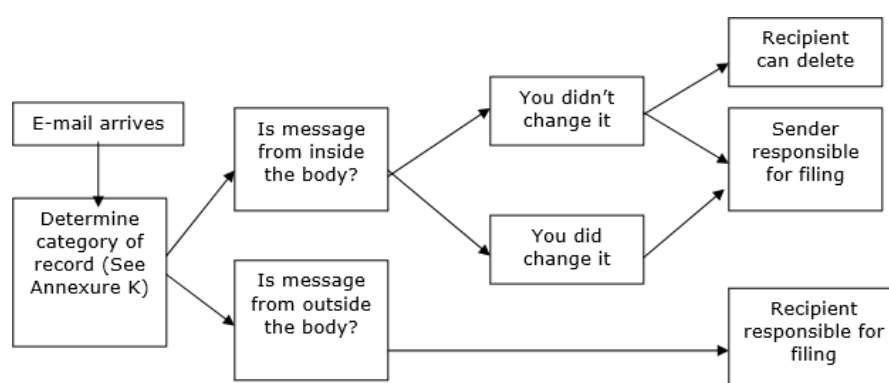 E-mail arrives
Determine
category of
record (See
Annexure K)
Is message
from inside
the body?
Is message
from outside
the body?
You didn't
change it
You did
change it
Recipient
can delete
Sender
responsible
for filing
Recipient
responsible for
filing